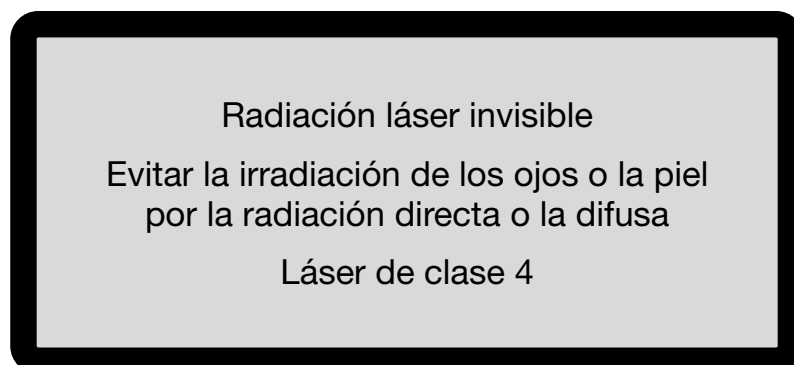 Radiación láser invisible
Evitar la irradiación de los ojos o la piel
por la radiación directa o la difusa
Láser de clase 4